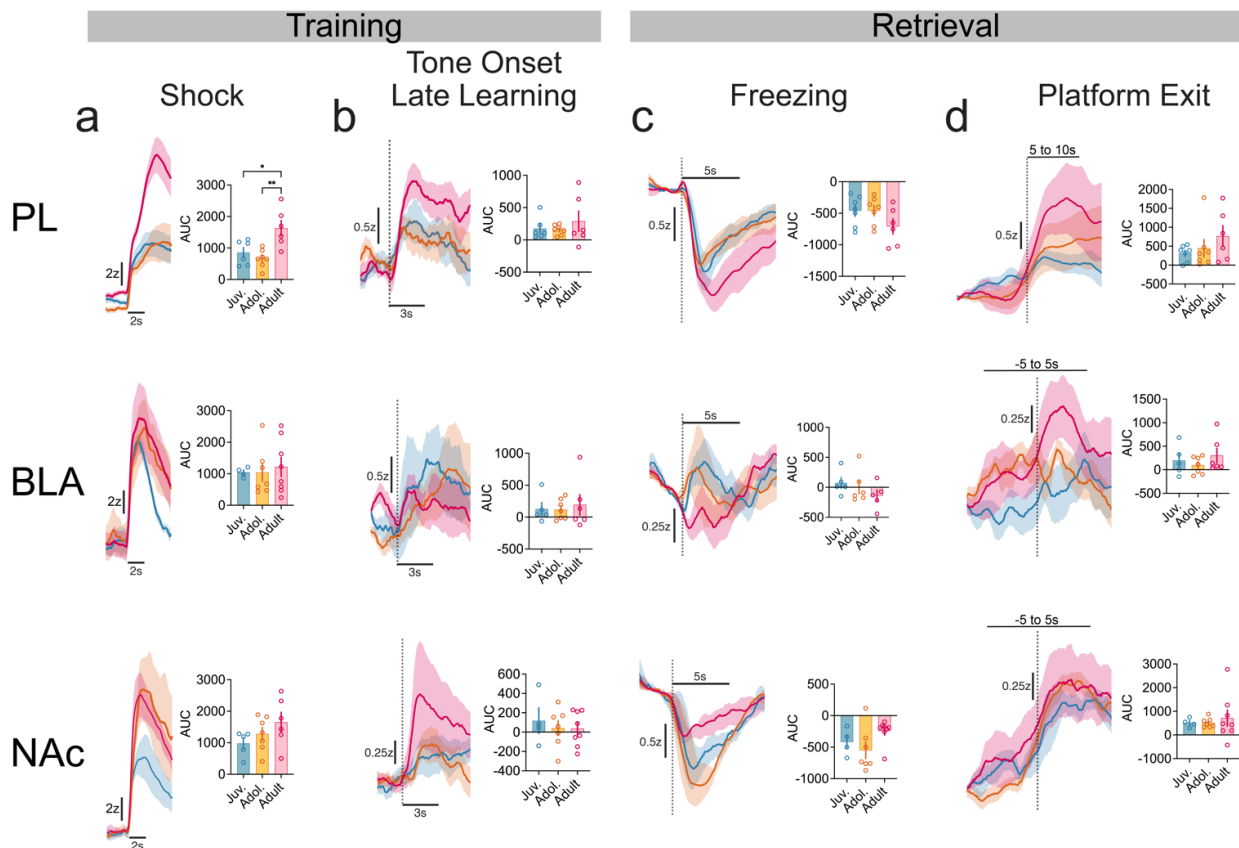 Training
Retrieval
a
Shock
b
Tone Onset
Late Learning
c
Freezing
d
Platform Exit
PL
2z
2s
AUC
3000
2000
1000
0
*
**
Juv.
Adol.
Adult
0.5z
3s
AUC
1000
500
0
-500
Juv.
Adol.
Adult
5s
0.5z
AUC
0
-500
-1000
-1500
Juv.
Adol.
Adult
5 to 10s
0.5z
AUC
2000
1500
1000
500
0
-500
Juv.
Adol.
Adult
BLA
2z
2s
AUC
3000
2000
1000
0
Juv.
Adol.
Adult
0.5z
3s
AUC
1000
500
0
-500
Juv.
Adol.
Adult
5s
0.25z
AUC
1000
500
0
-500
Juv.
Adol.
Adult
-5 to 5s
0.25z
AUC
1500
1000
500
0
-500
Juv.
Adol.
Adult
NAc
2z
2s
AUC
3000
2000
1000
0
Juv.
Adol.
Adult
0.25z
3s
AUC
600
400
200
0
-200
-400
Juv.
Adol.
Adult
5s
0.5z
AUC
500
0
-500
-1000
Juv.
Adol.
Adult
-5 to 5s
0.25z
AUC
3000
2000
1000
0
-1000
Juv.
Adol.
Adult